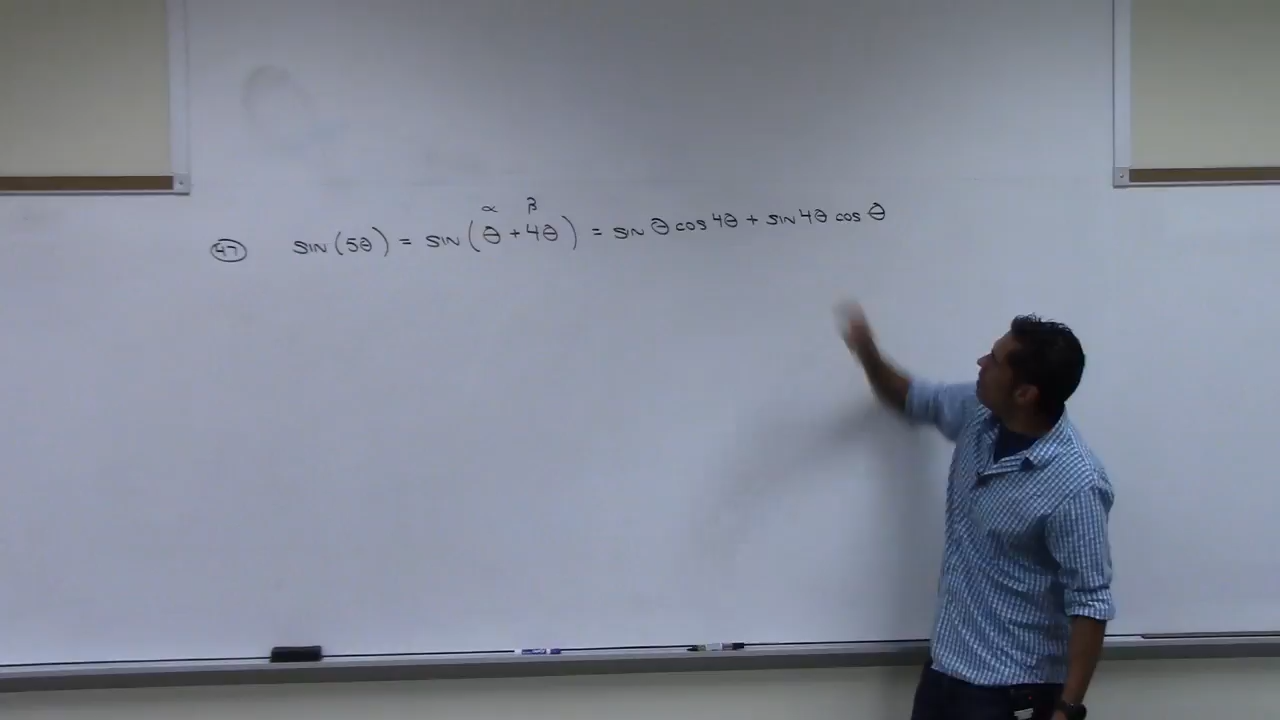 α β
47 sin(5θ) = sin(θ + 4θ) = sin θ cos 4θ + sin 4θ cos θ